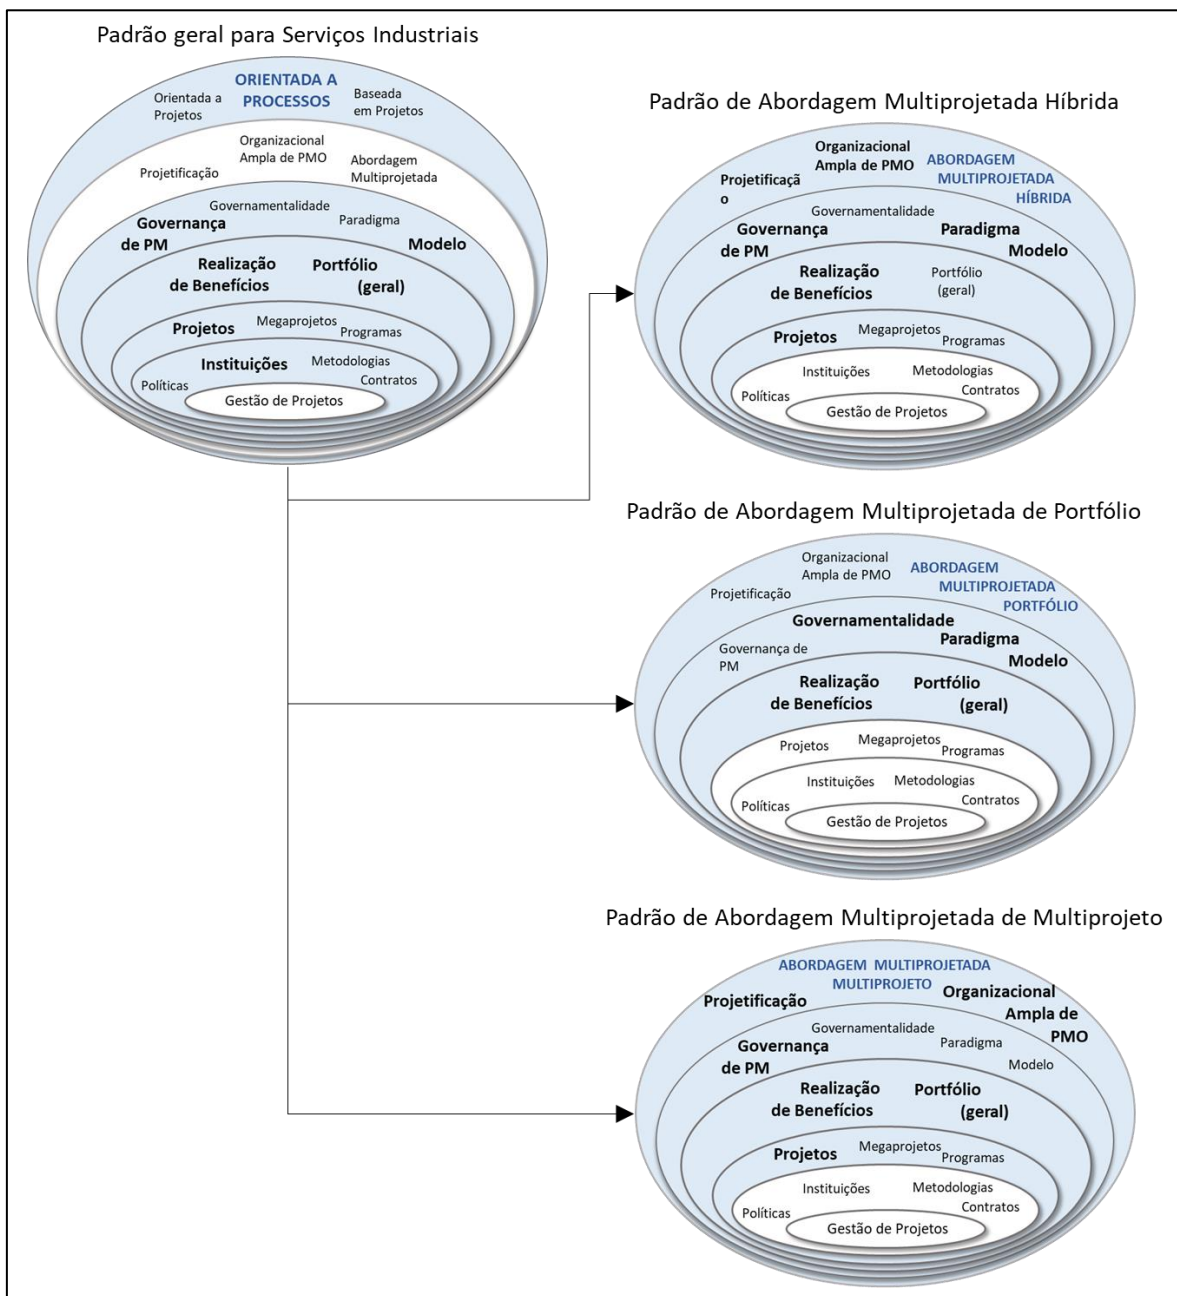 Padrão geral para Serviços Industriais
ORIENTADA A
PROCESSOS
Orientada a
Projetos
Baseada
em Projetos
Organizacional
Ampla de PMO
Projetificação
Abordagem
Multiprojetada
Governamentalidade
Paradigma
Governança
de PM
Modelo
Realização
de Benefícios
Portfólio
(geral)
Projetos
Megaprojetos
Programas
Instituições
Metodologias
Políticas
Contratos
Gestão de Projetos
Padrão de Abordagem Multiprojetada Híbrida
Organizacional
Ampla de PMO
ABORDAGEM
MULTIPROJETADA
HÍBRIDA
Projetificaçã
o
Governamentalidade
Governança
de PM
Paradigma
Modelo
Realização
de Benefícios
Portfólio
(geral)
Projetos
Megaprojetos
Programas
Instituições
Metodologias
Políticas
Contratos
Gestão de Projetos
Padrão de Abordagem Multiprojetada de Portfólio
Organizacional
Ampla de PMO
ABORDAGEM
MULTIPROJETADA
PORTFÓLIO
Projetificação
Governamentalidade
Paradigma
Governança de
PM
Modelo
Realização
de Benefícios
Portfólio
(geral)
Projetos
Megaprojetos
Programas
Instituições
Metodologias
Políticas
Contratos
Gestão de Projetos
Padrão de Abordagem Multiprojetada de Multiprojeto
ABORDAGEM MULTIPROJETADA
MULTIPROJETO
Projetificação
Organizacional
Ampla de
PMO
Governamentalidade
Governança
de PM
Paradigma
Modelo
Realização
de Benefícios
Portfólio
(geral)
Projetos
Megaprojetos
Programas
Instituições
Metodologias
Políticas
Contratos
Gestão de Projetos